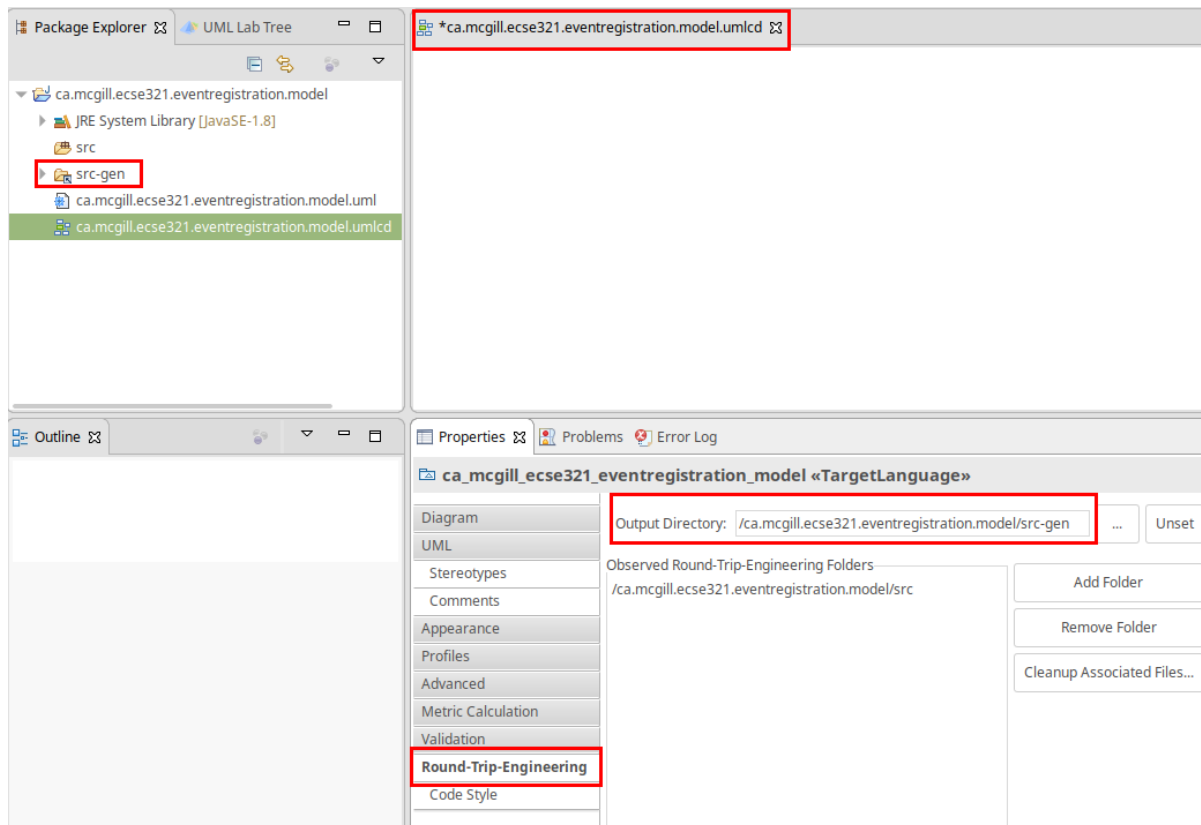 Package Explorer
UML Lab Tree
*ca.mcgill.ecse321.eventregistration.model.umlcd
ca.mcgill.ecse321.eventregistration.model
JRE System Library [JavaSE-1.8]
src
src-gen
ca.mcgill.ecse321.eventregistration.model.uml
ca.mcgill.ecse321.eventregistration.model.umlcd
Outline
Properties
Problems
Error Log
ca_mcgill_ecse321_eventregistration_model «TargetLanguage»
Diagram
UML
Stereotypes
Comments
Appearance
Profiles
Advanced
Metric Calculation
Validation
Round-Trip-Engineering
Code Style
Output Directory: /ca.mcgill.ecse321.eventregistration.model/src-gen ... Unset
Observed Round-Trip-Engineering Folders
/ca.mcgill.ecse321.eventregistration.model/src
Add Folder
Remove Folder
Cleanup Associated Files...